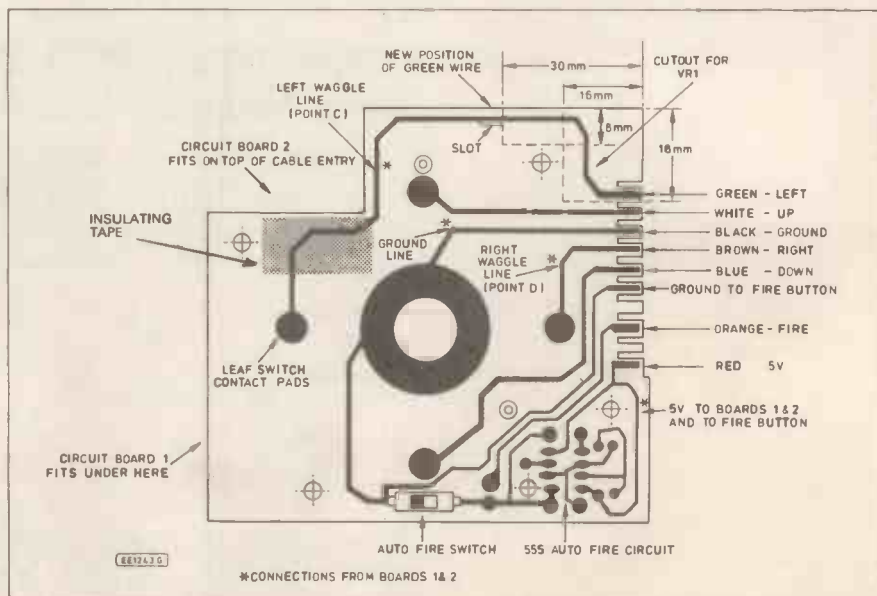 NEW POSITION
OF GREEN WIRE
30mm
CUTOUT FOR
VR1
16mm
LEFT WAGGLE
LINE
(POINT C)
8mm
16mm
SLOT
CIRCUIT BOARD 2
FITS ON TOP OF CABLE ENTRY
*
GREEN - LEFT
WHITE - UP
INSULATING
TAPE
*
GROUND
LINE
BLACK - GROUND
RIGHT
WAGGLE
LINE
(POINT D)
*
BROWN - RIGHT
BLUE - DOWN
GROUND TO FIRE BUTTON
ORANGE - FIRE
LEAF SWITCH
CONTACT PADS
RED 5V
*
5V TO BOARDS 1 & 2
AND TO FIRE BUTTON
CIRCUIT BOARD 1
FITS UNDER HERE
AUTO FIRE SWITCH
555 AUTO FIRE CIRCUIT
EE1243G
*CONNECTIONS FROM BOARDS 1 & 2